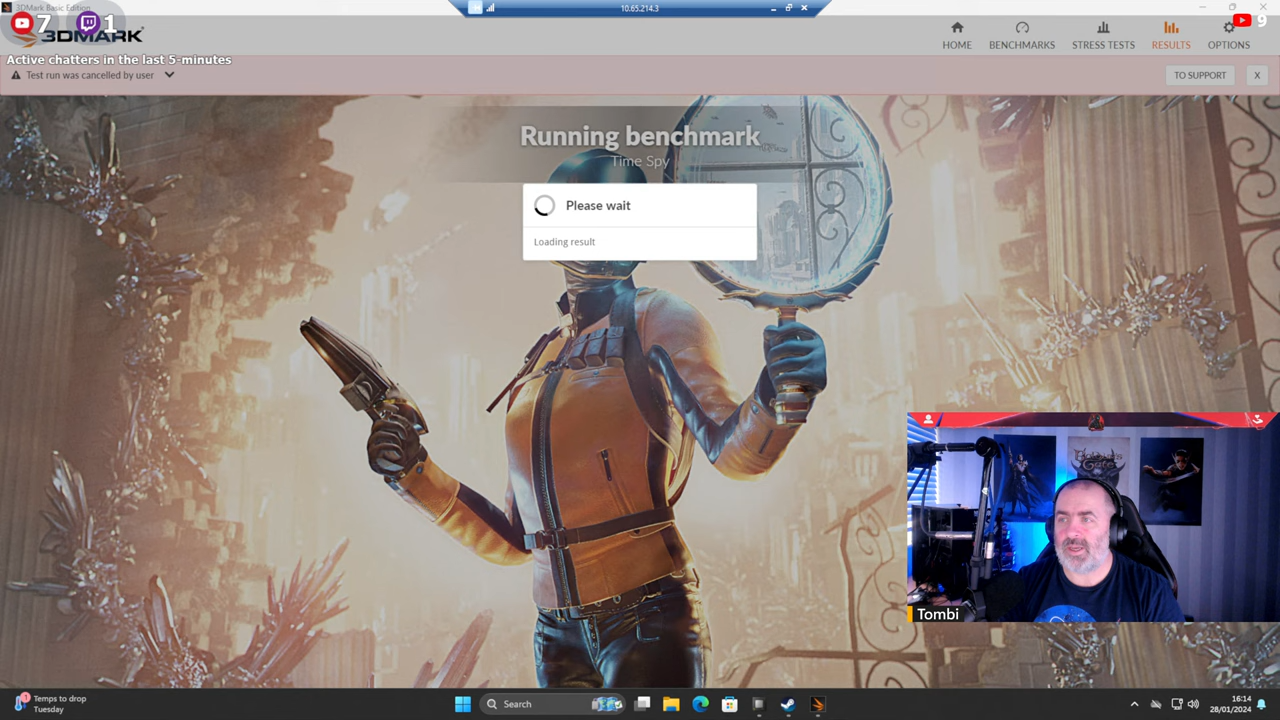 3DMark Basic Edition
10.65.214.3
7
1
3DMARK
HOME
BENCHMARKS
STRESS TESTS
RESULTS
OPTIONS
9
Active chatters in the last 5-minutes
Test run was cancelled by user
TO SUPPORT
X
Running benchmark
Time Spy
Please wait
Loading result
Tombi
1
Temps to drop
Tuesday
Search
16:14
28/01/2024